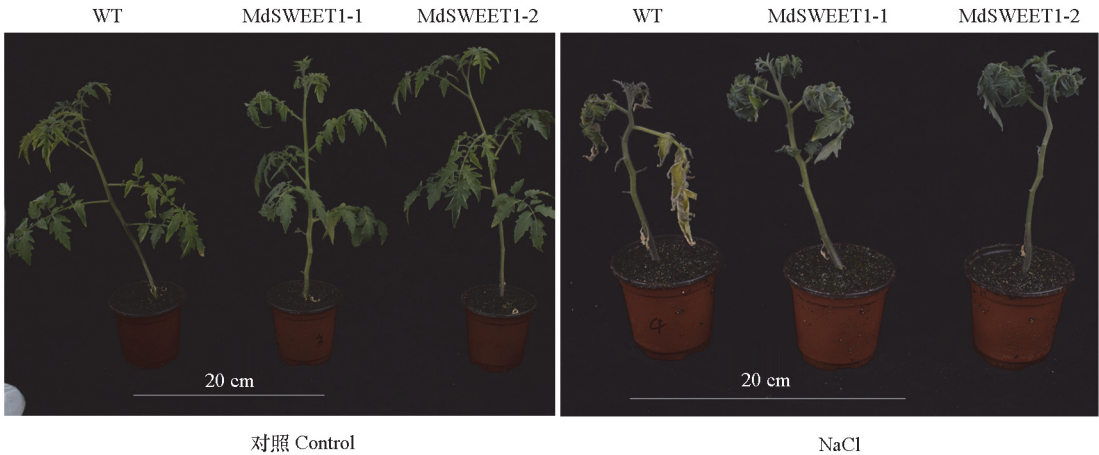 WT MdSWEET1-1 MdSWEET1-2 WT MdSWEET1-1 MdSWEET1-2
20 cm 20 cm
对照 Control NaCl